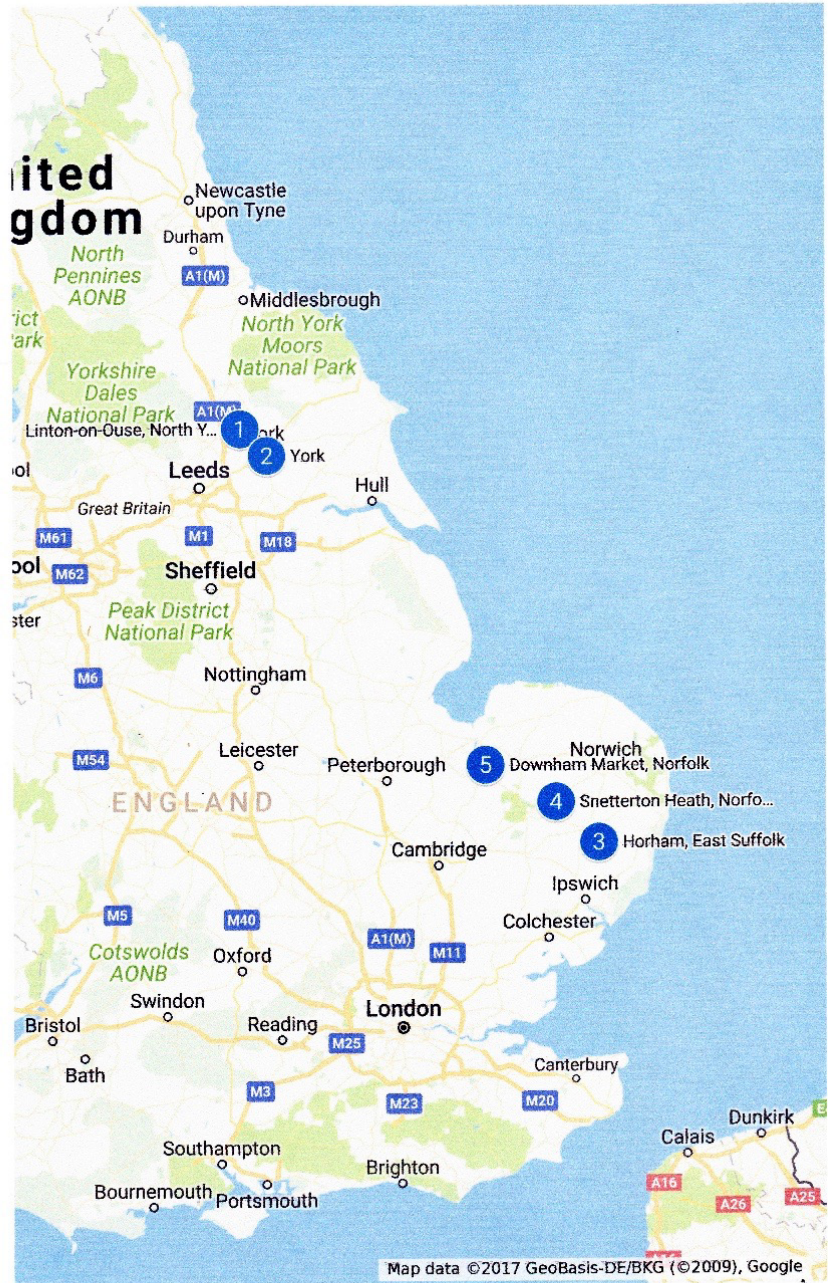 ited
gdom
Newcastle
upon Tyne
Durham
North
Pennines
AONB
A1(M)
Middlesbrough
rict
ark
North York
Moors
National Park
Yorkshire
Dales
National Park
A1(M)
Linton-on-Ouse, North Y...
1
ork
2
York
ool
Leeds
Hull
Great Britain
M61
M1
M18
ool
M62
Sheffield
ster
Peak District
National Park
M6
Nottingham
M54
Leicester
Peterborough
Norwich
5
Downham Market, Norfolk
ENGLAND
4
Snetterton Heath, Norfo...
3
Horham, East Suffolk
Cambridge
Ipswich
M5
M40
Colchester
A1(M)
M11
Cotswolds
AONB
Oxford
Swindon
London
Bristol
Reading
M25
Bath
Canterbury
M3
M23
M20
Dunkirk
Calais
Southampton
Brighton
A16
Bournemouth
Portsmouth
A26
A25
Map data ©2017 GeoBasis-DE/BKG (©2009), Google